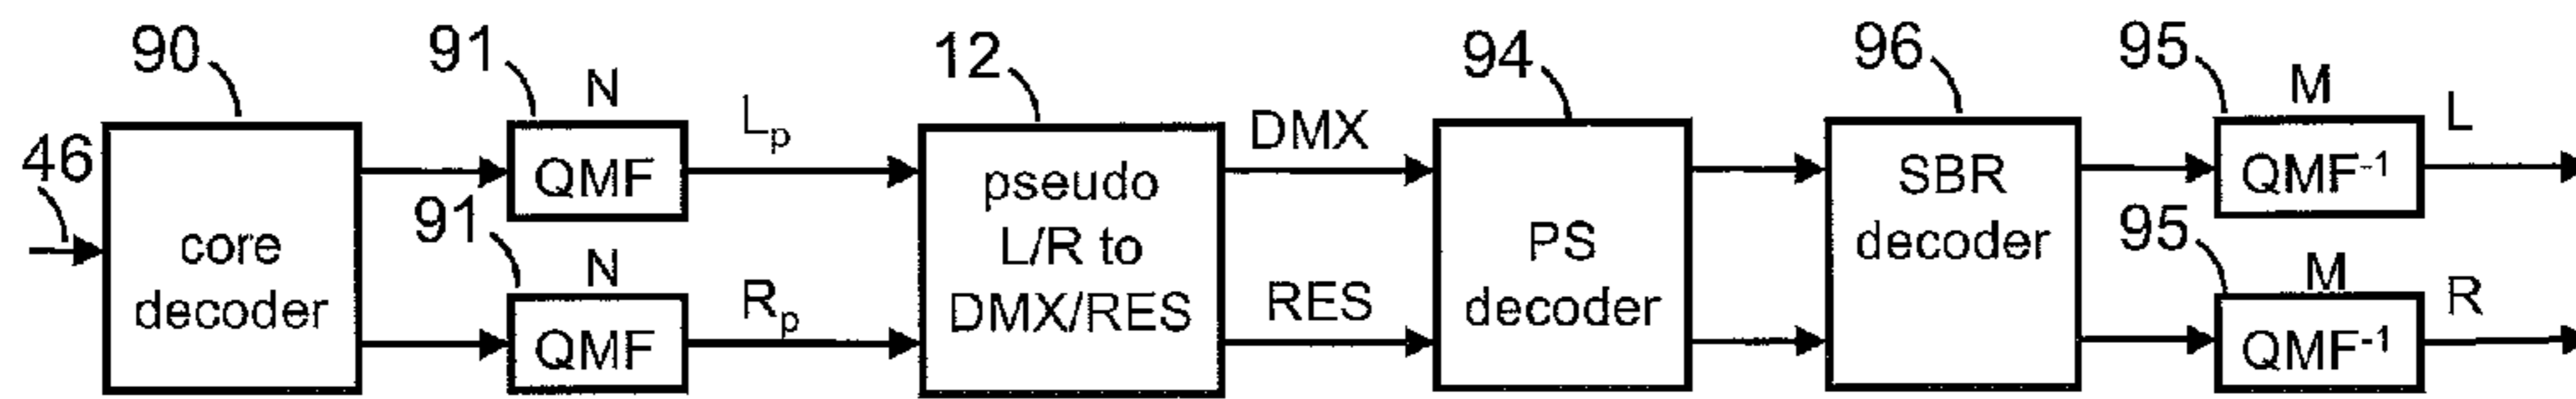 90
91
12
94
96
95
N
M
L
Lp
DMX
46
QMF
pseudo
L/R to
DMX/RES
SBR
decoder
QMF-1
91
95
core
decoder
N
PS
decoder
M
Rp
RES
R
QMF
QMF-1